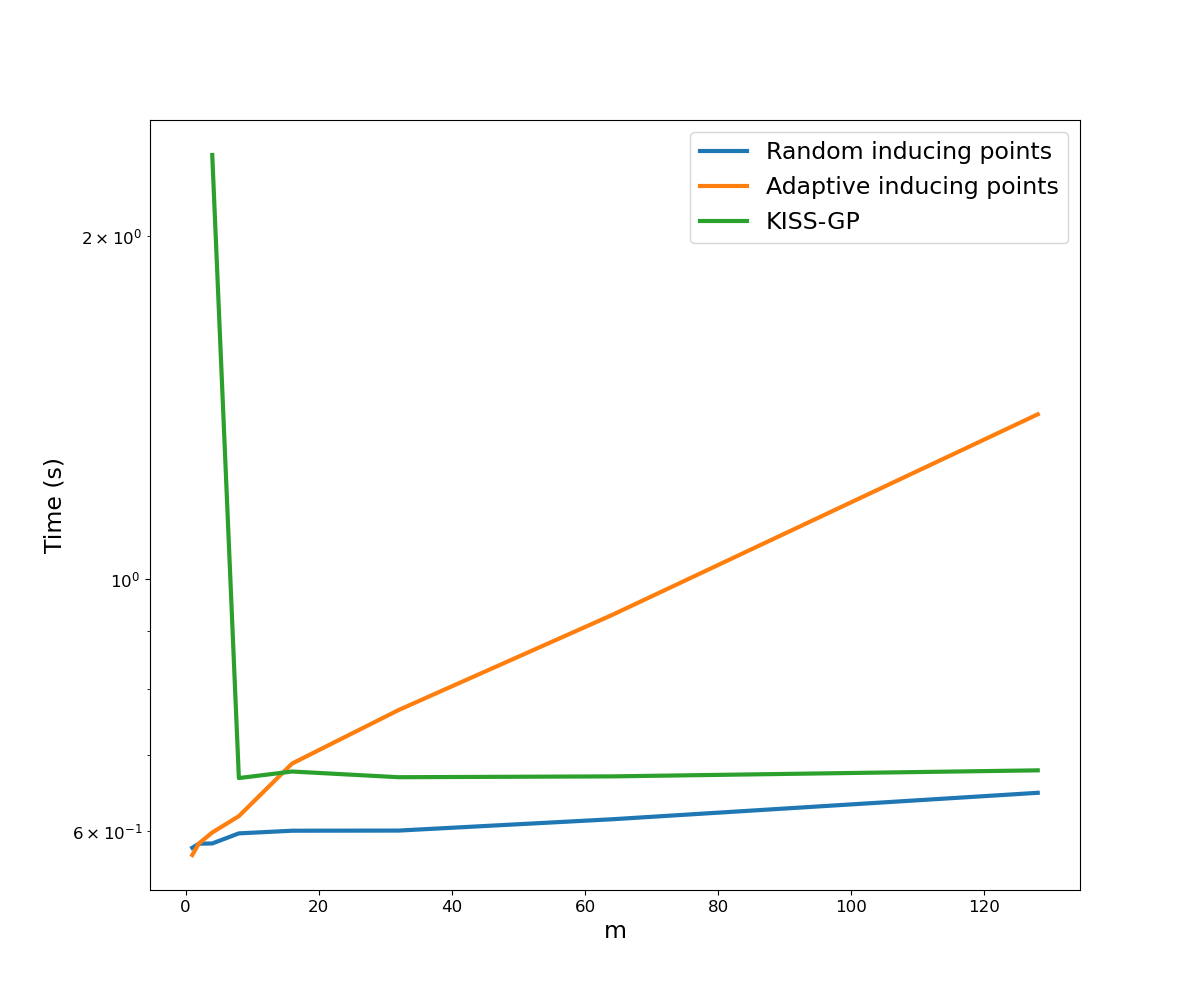 Random inducing points
Adaptive inducing points
KISS-GP
2 × 10⁰
10⁰
6 × 10⁻¹
Time (s)
0 20 40 60 80 100 120
m